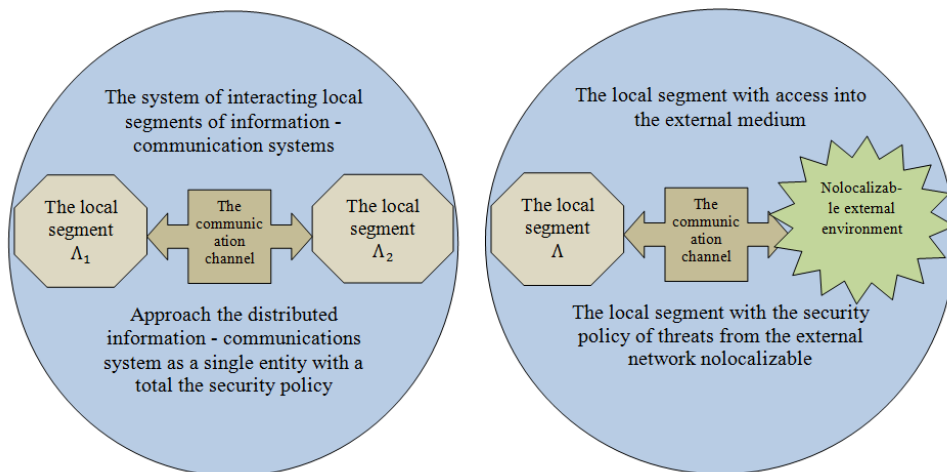 The system of interacting local
segments of information -
communication systems
The local
segment
Λ₁
The
communic
ation
channel
The local
segment
Λ₂
Approach the distributed
information - communications
system as a single entity with a
total the security policy
The local segment with access into
the external medium
The local
segment
Λ
The
communic
ation
channel
Nolocalizab-
le external
environment
The local segment with the security
policy of threats from the external
network nolocalizable